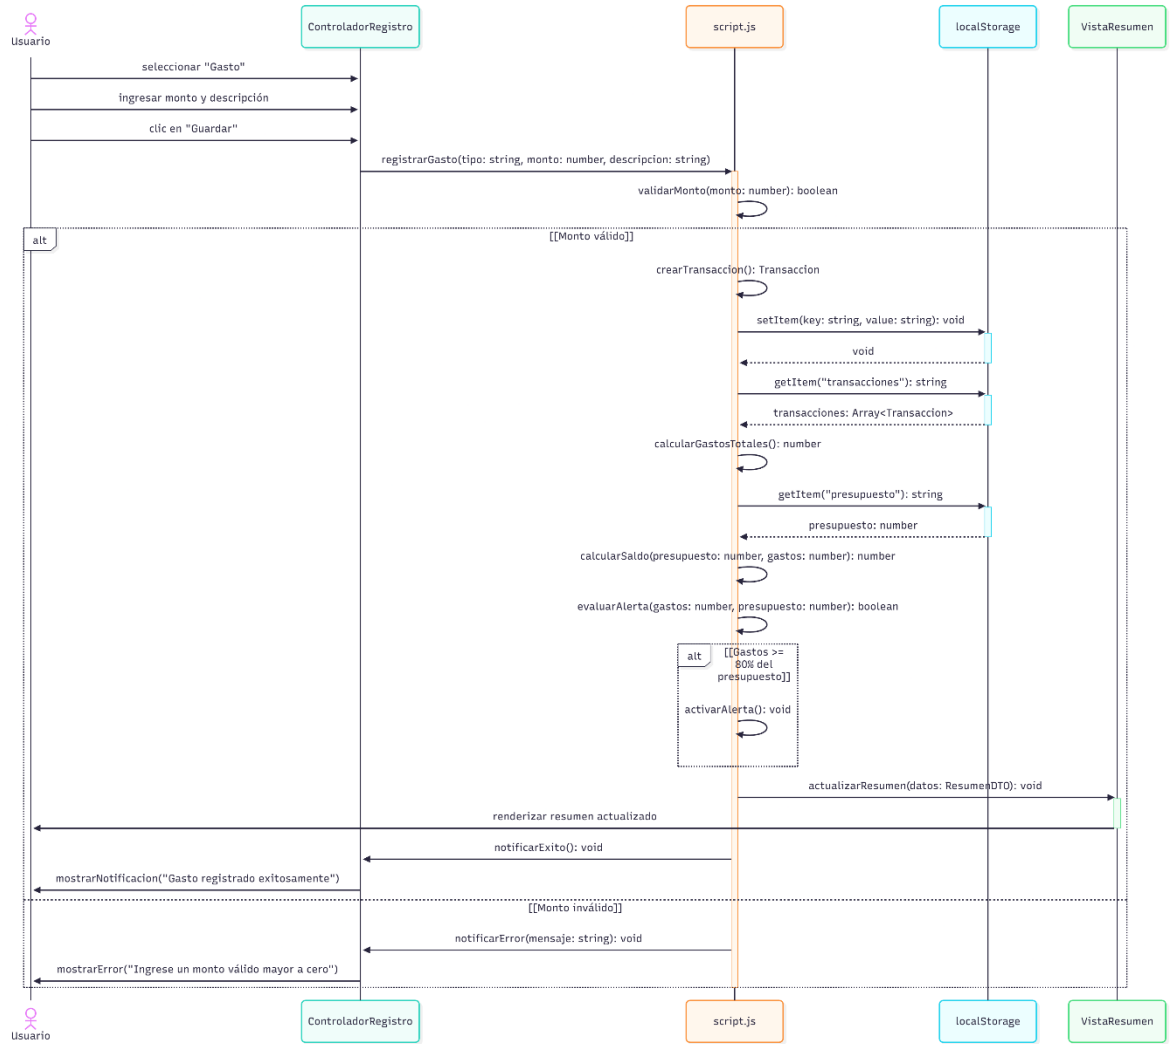 Usuario
ControladorRegistro
script.js
localStorage
VistaResumen
seleccionar "Gasto"
ingresar monto y descripción
clic en "Guardar"
registrarGasto(tipo: string, monto: number, descripcion: string)
validarMonto(monto: number): boolean
alt
[[Monto válido]]
crearTransaccion(): Transaccion
setItem(key: string, value: string): void
void
getItem("transacciones"): string
transacciones: Array<Transaccion>
calcularGastosTotales(): number
getItem("presupuesto"): string
presupuesto: number
calcularSaldo(presupuesto: number, gastos: number): number
evaluarAlerta(gastos: number, presupuesto: number): boolean
alt
[[Gastos >=
80% del
presupuesto]]
activarAlerta(): void
actualizarResumen(datos: ResumenDTO): void
renderizar resumen actualizado
notificarExito(): void
mostrarNotificacion("Gasto registrado exitosamente")
[[Monto inválido]]
notificarError(mensaje: string): void
mostrarError("Ingrese un monto válido mayor a cero")
Usuario
ControladorRegistro
script.js
localStorage
VistaResumen